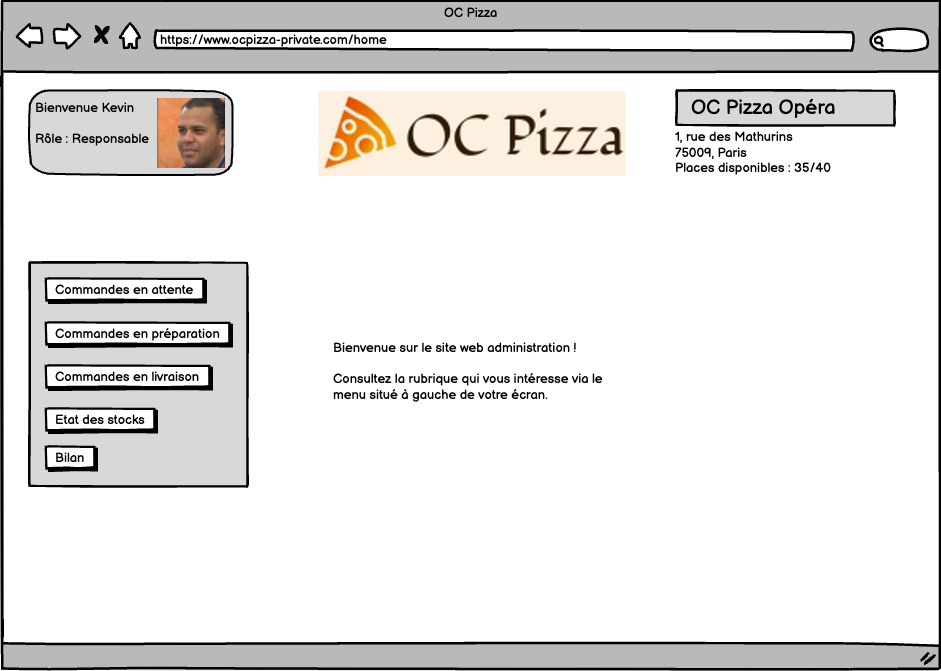 OC Pizza
https://www.ocpizza-private.com/home
Bienvenue Kevin
Rôle : Responsable
OC Pizza
OC Pizza Opéra
1, rue des Mathurins
75009, Paris
Places disponibles : 35/40
Commandes en attente
Commandes en préparation
Commandes en livraison
Etat des stocks
Bilan
Bienvenue sur le site web administration !
Consultez la rubrique qui vous intéresse via le
menu situé à gauche de votre écran.